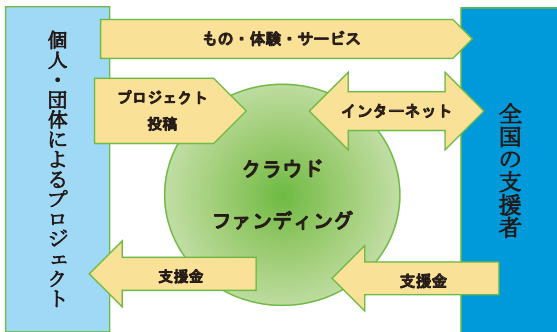 個人・団体によるプロジェクト
もの・体験・サービス
プロジェクト
投稿
インターネット
クラウド
ファンディング
支援金
支援金
全国の支援者